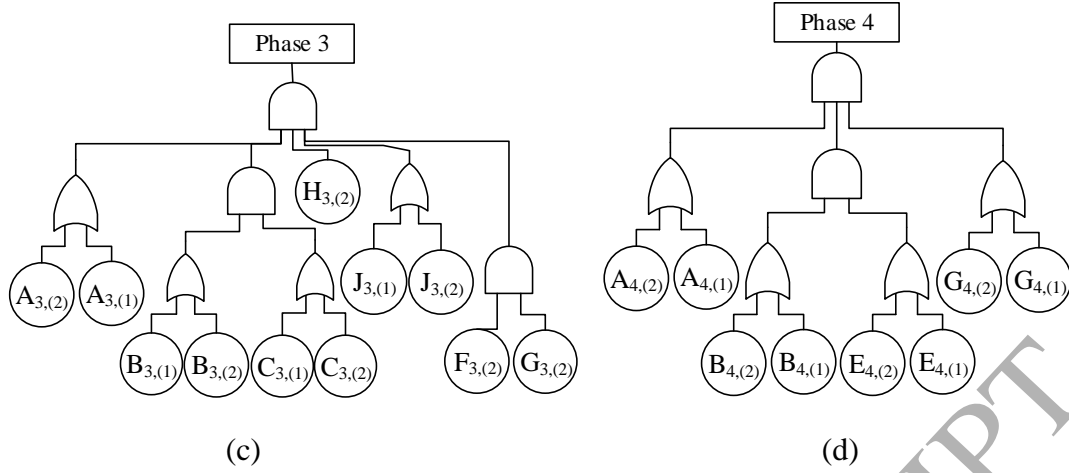 Phase 3
Phase 4
H3,(2)
A3,(2) A3,(1)
J3,(1) J3,(2)
B3,(1) B3,(2) C3,(1) C3,(2)
F3,(2) G3,(2)
A4,(2) A4,(1)
G4,(2) G4,(1)
B4,(2) B4,(1) E4,(2) E4,(1)
(c)
(d)
IPT